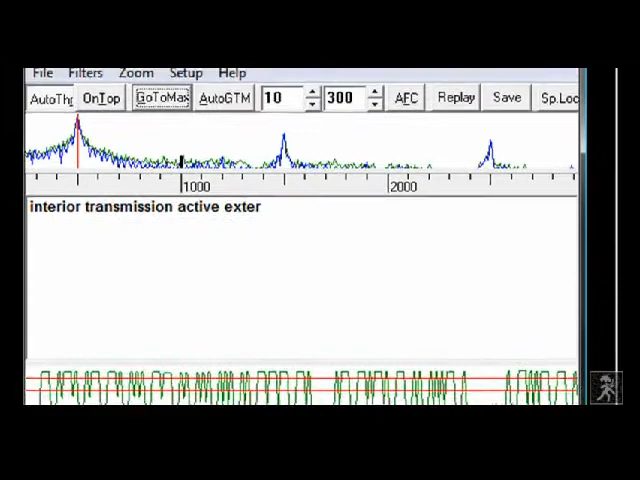 File Filters Zoom Setup Help
OnTop GoToMax AutoGTM 10 300 AFC Replay Save Sp.Loc
1000 2000
interior transmission active exter